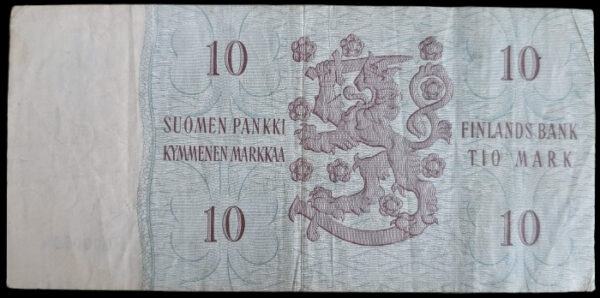 10
10
SUOMEN PANKKI
KYMMENEN MARKKAA
FINLANDS BANK
TIO MARK
10
10